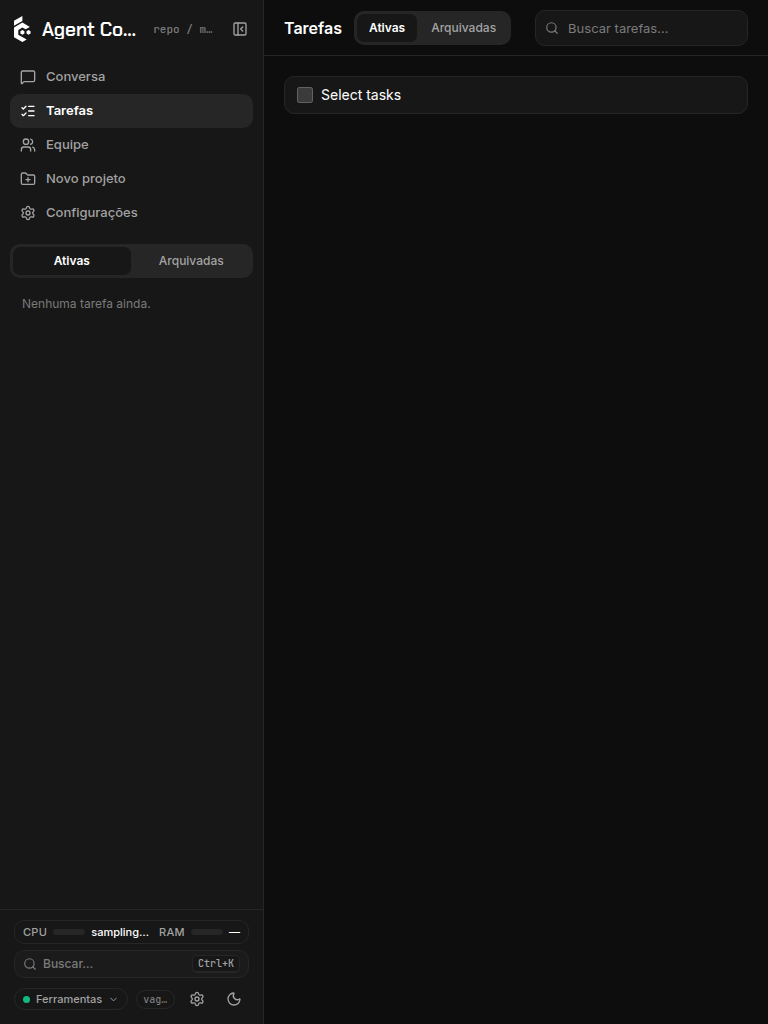 Agent Co... repo / m...
Conversa
Tarefas
Equipe
Novo projeto
Configurações
Ativas Arquivadas
Nenhuma tarefa ainda.
CPU sampling... RAM —
Buscar... Ctrl+K
Ferramentas vag...
Tarefas Ativas Arquivadas Buscar tarefas...
Select tasks